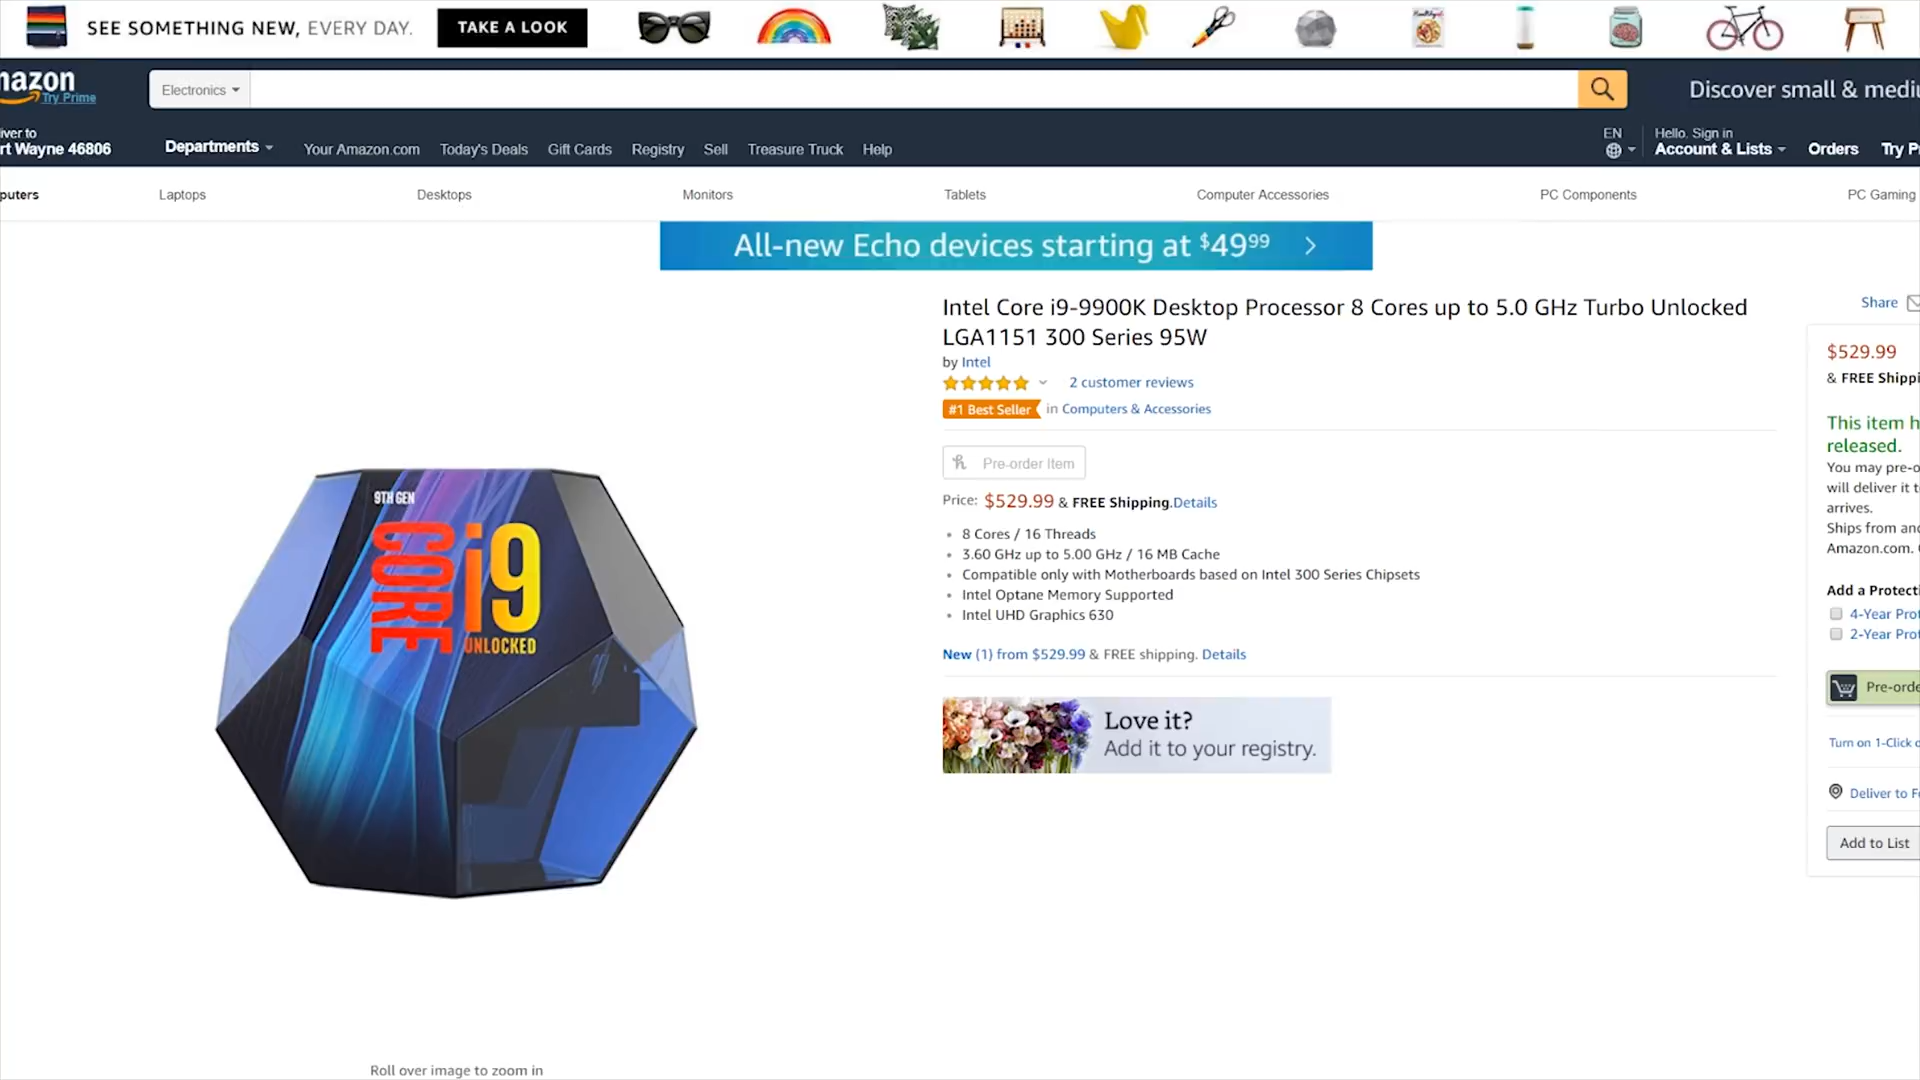 SEE SOMETHING NEW, EVERY DAY. TAKE A LOOK
mazon
Try Prime
Electronics
Discover small & mediu
iver to
rt Wayne 46806
Departments
Your Amazon.com Today's Deals Gift Cards Registry Sell Treasure Truck Help
EN
Hello. Sign in
Account & Lists
Orders
Try P
puters Laptops Desktops Monitors Tablets Computer Accessories PC Components PC Gaming
All-new Echo devices starting at $49⁹⁹
9TH GEN
CORE
i9
UNLOCKED
Roll over image to zoom in
Intel Core i9-9900K Desktop Processor 8 Cores up to 5.0 GHz Turbo Unlocked
LGA1151 300 Series 95W
by Intel
2 customer reviews
#1 Best Seller in Computers & Accessories
Pre-order Item
Price: $529.99 & FREE Shipping.Details
8 Cores / 16 Threads
3.60 GHz up to 5.00 GHz / 16 MB Cache
Compatible only with Motherboards based on Intel 300 Series Chipsets
Intel Optane Memory Supported
Intel UHD Graphics 630
New (1) from $529.99 & FREE shipping. Details
Love it?
Add it to your registry.
Share
$529.99
& FREE Shippi
This item h
released.
You may pre-o
will deliver it t
arrives.
Ships from an
Amazon.com.
Add a Protecti
4-Year Prot
2-Year Prot
Pre-orde
Turn on 1-Click o
Deliver to F
Add to List